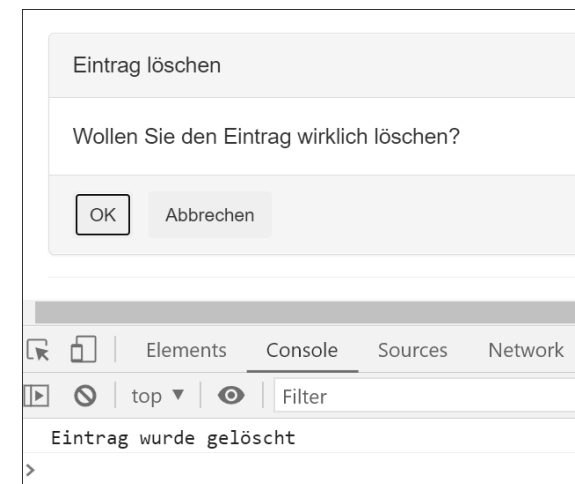 Eintrag löschen
Wollen Sie den Eintrag wirklich löschen?
OK Abbrechen
Elements Console Sources Network
top Filter
Eintrag wurde gelöscht
>